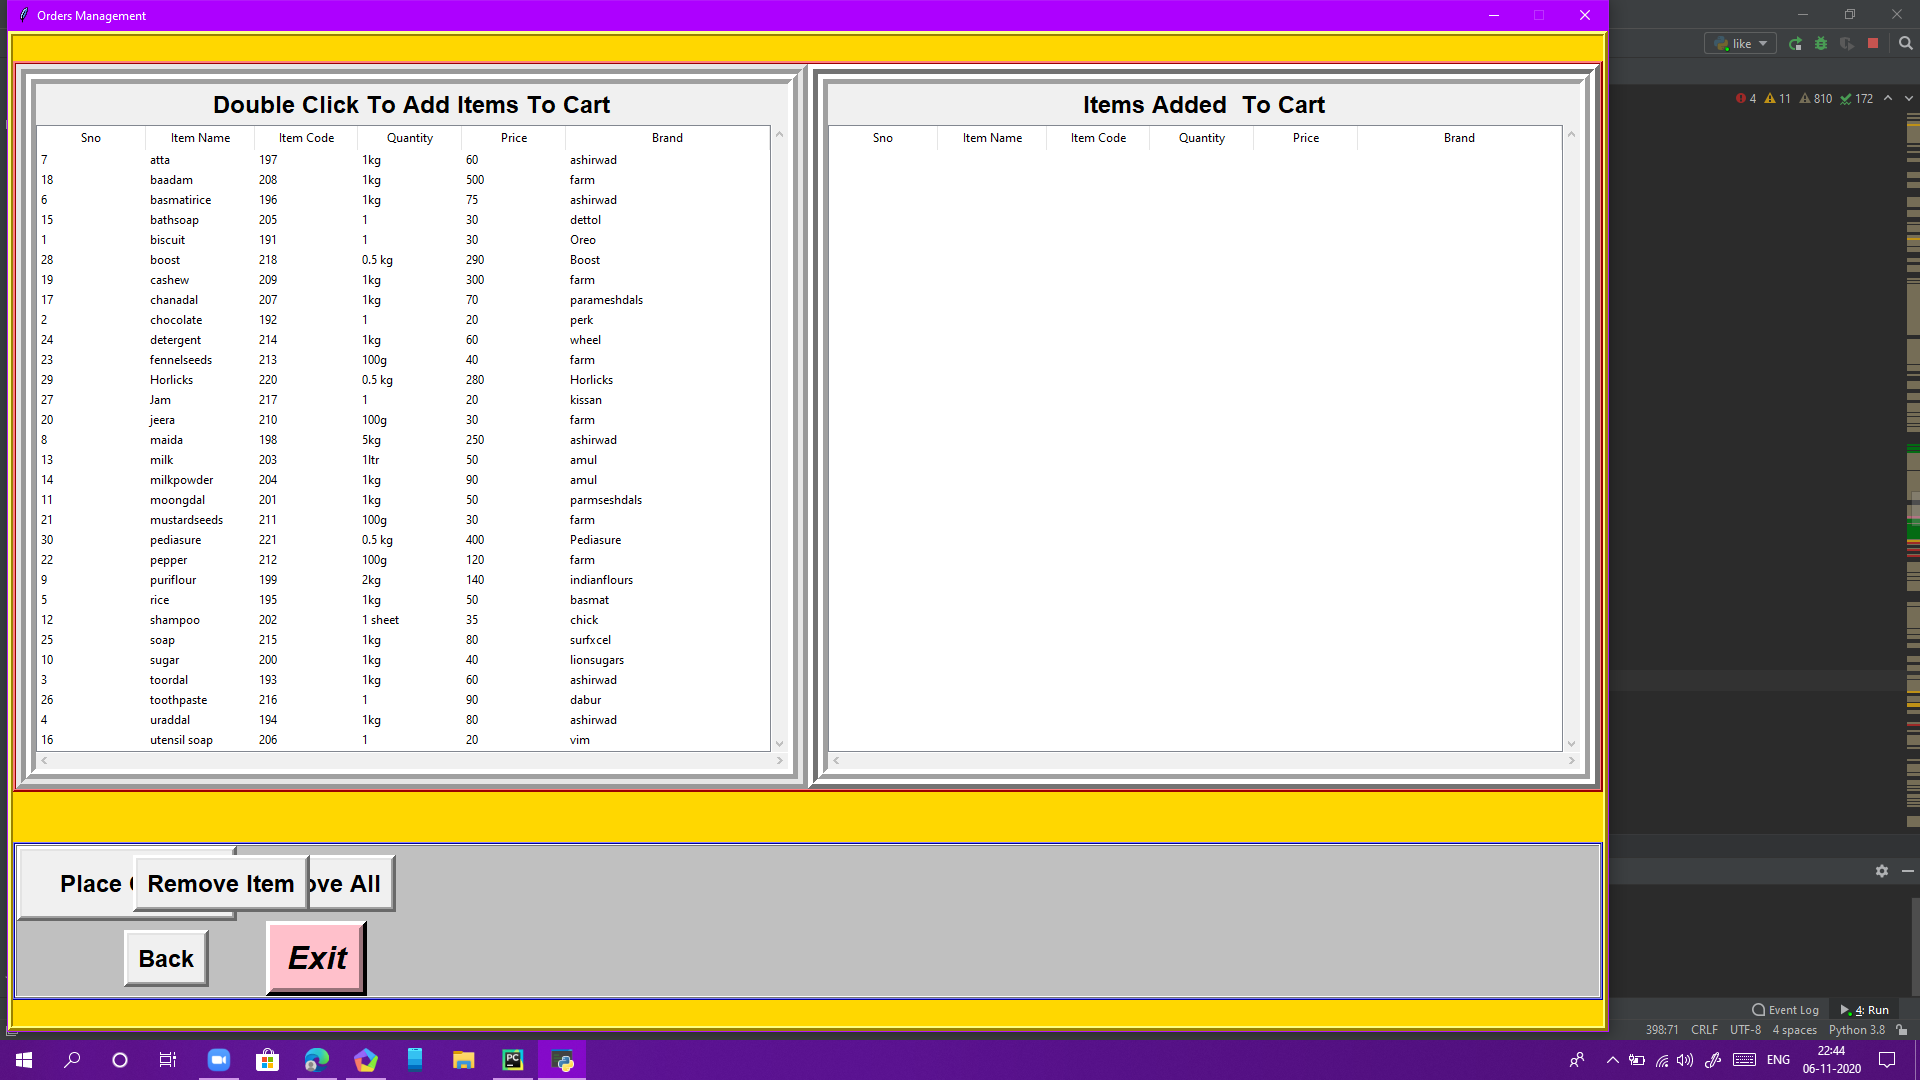 Orders Management
like
4 11 810 172
Double Click To Add Items To Cart
Sno Item Name Item Code Quantity Price Brand
7 atta 197 1kg 60 ashirwad
18 baadam 208 1kg 500 farm
6 basmatirice 196 1kg 75 ashirwad
15 bathsoap 205 1 30 dettol
1 biscuit 191 1 30 Oreo
28 boost 218 0.5 kg 290 Boost
19 cashew 209 1kg 300 farm
17 chanadal 207 1kg 70 parameshdals
2 chocolate 192 1 20 perk
24 detergent 214 1kg 60 wheel
23 fennelseeds 213 100g 40 farm
29 Horlicks 220 0.5 kg 280 Horlicks
27 Jam 217 1 20 kissan
20 jeera 210 100g 30 farm
8 maida 198 5kg 250 ashirwad
13 milk 203 1ltr 50 amul
14 milkpowder 204 1kg 90 amul
11 moongdal 201 1kg 50 parmseshdals
21 mustardseeds 211 100g 30 farm
30 pediasure 221 0.5 kg 400 Pediasure
22 pepper 212 100g 120 farm
9 puriflour 199 2kg 140 indianflours
5 rice 195 1kg 50 basmat
12 shampoo 202 1 sheet 35 chick
25 soap 215 1kg 80 surfxcel
10 sugar 200 1kg 40 lionsugars
3 toordal 193 1kg 60 ashirwad
26 toothpaste 216 1 90 dabur
4 uraddal 194 1kg 80 ashirwad
16 utensil soap 206 1 20 vim
Items Added To Cart
Sno Item Name Item Code Quantity Price Brand
Place Remove Item ove All
Back Exit
Event Log 4: Run
398:71 CRLF UTF-8 4 spaces Python 3.8
PC
ENG
22:44
06-11-2020